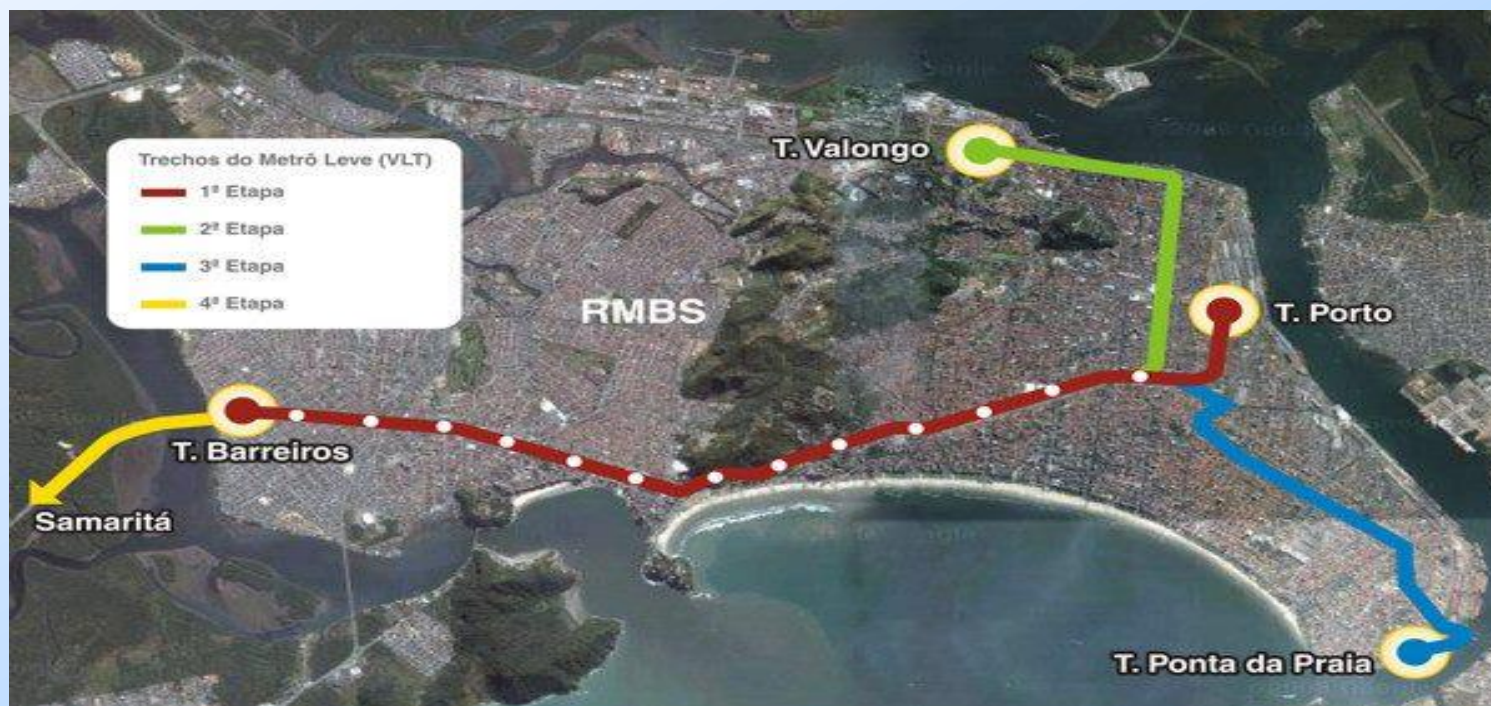 Trechos do Metrô Leve (VLT)
1ª Etapa
2ª Etapa
3ª Etapa
4ª Etapa
T. Valongo
RMBS
T. Porto
T. Barreiros
Samaritá
T. Ponta da Praia